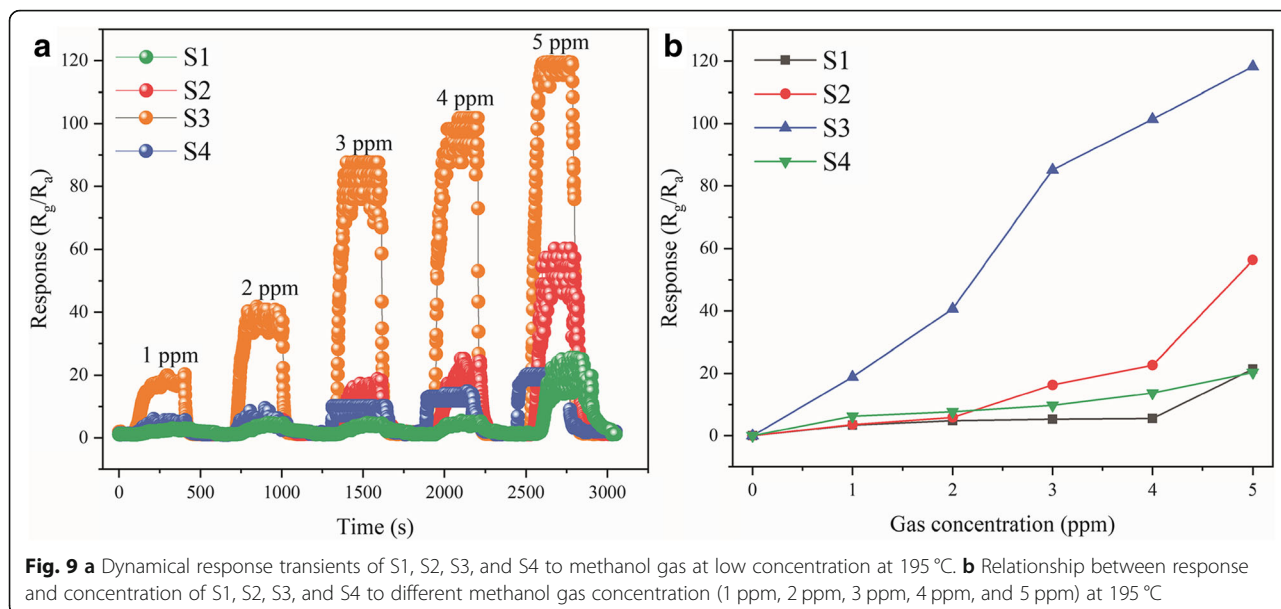 a
S1
S2
S3
S4
1 ppm
2 ppm
3 ppm
4 ppm
5 ppm
120
100
80
60
40
20
0
Response (Rg/Ra)
0 500 1000 1500 2000 2500 3000
Time (s)
b
S1
S2
S3
S4
120
100
80
60
40
20
0
Response (Rg/Ra)
0 1 2 3 4 5
Gas concentration (ppm)
Fig. 9 a Dynamical response transients of S1, S2, S3, and S4 to methanol gas at low concentration at 195 °C. b Relationship between response
and concentration of S1, S2, S3, and S4 to different methanol gas concentration (1 ppm, 2 ppm, 3 ppm, 4 ppm, and 5 ppm) at 195 °C